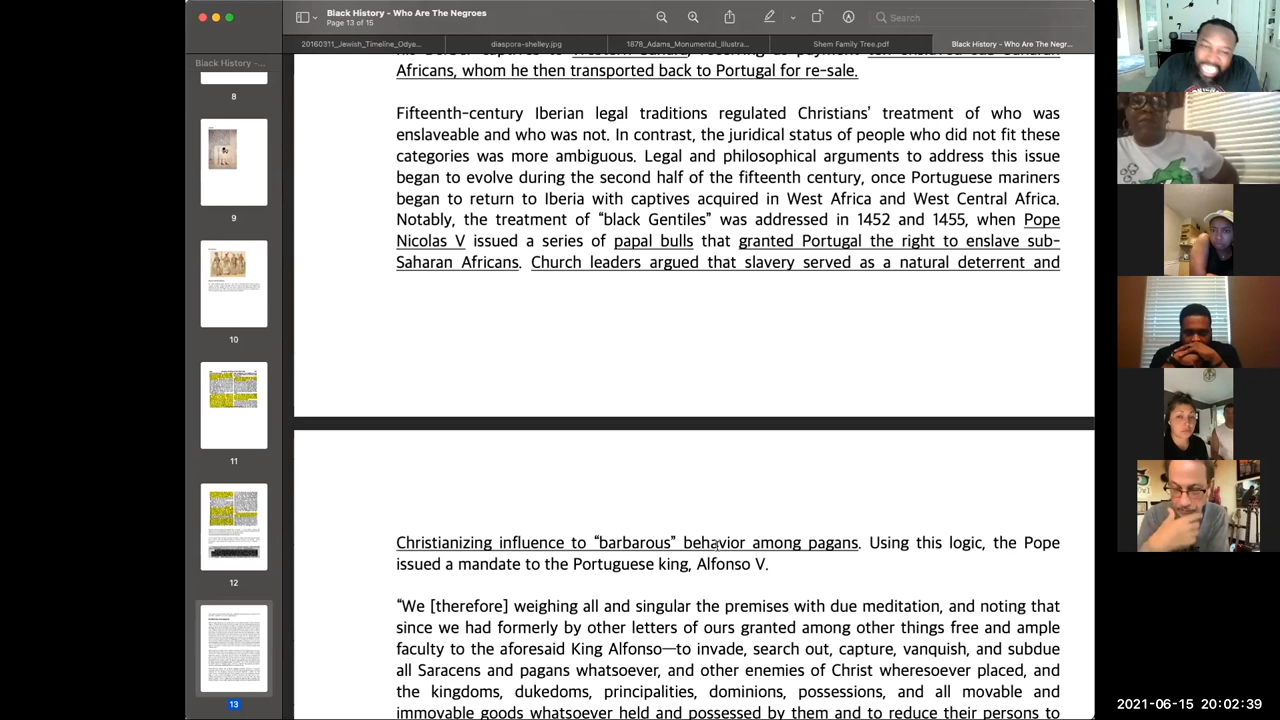 Black History - Who Are The Negroes
Page 13 of 15
Search
20160311_Jewish_Timeline_Odye...
diaspora-shelley.jpg
1878_Adams_Monumental_Illustra...
Shem Family Tree.pdf
Black History - Who Are The Negr...
Black History -...
8
9
10
11
12
13
Africans, whom he then transported back to Portugal for re-sale.
Fifteenth-century Iberian legal traditions regulated Christians’ treatment of who was
enslaveable and who was not. In contrast, the juridical status of people who did not fit these
categories was more ambiguous. Legal and philosophical arguments to address this issue
began to evolve during the second half of the fifteenth century, once Portuguese mariners
began to return to Iberia with captives acquired in West Africa and West Central Africa.
Notably, the treatment of “black Gentiles” was addressed in 1452 and 1455, when Pope
Nicolas V issued a series of papal bulls that granted Portugal the right to enslave sub-
Saharan Africans. Church leaders argued that slavery served as a natural deterrent and
Christianizing influence to “barbarous” behavior among pagans. Using this logic, the Pope
issued a mandate to the Portuguese king, Alfonso V.
“We [therefore] weighing all and singular the premises with due meditation, and noting that
since we had formerly by other letters of ours granted among other things free and ample
faculty to the aforesaid King Alfonso—to invade, search out, capture, vanquish, and subdue
all Saracens and pagans whatsoever, and other enemies of Christ wheresoever placed, and
the kingdoms, dukedoms, principalities, dominions, possessions, and all movable and
immovable goods whatsoever held and possessed by them and to reduce their persons to
2021-06-15 20:02:39